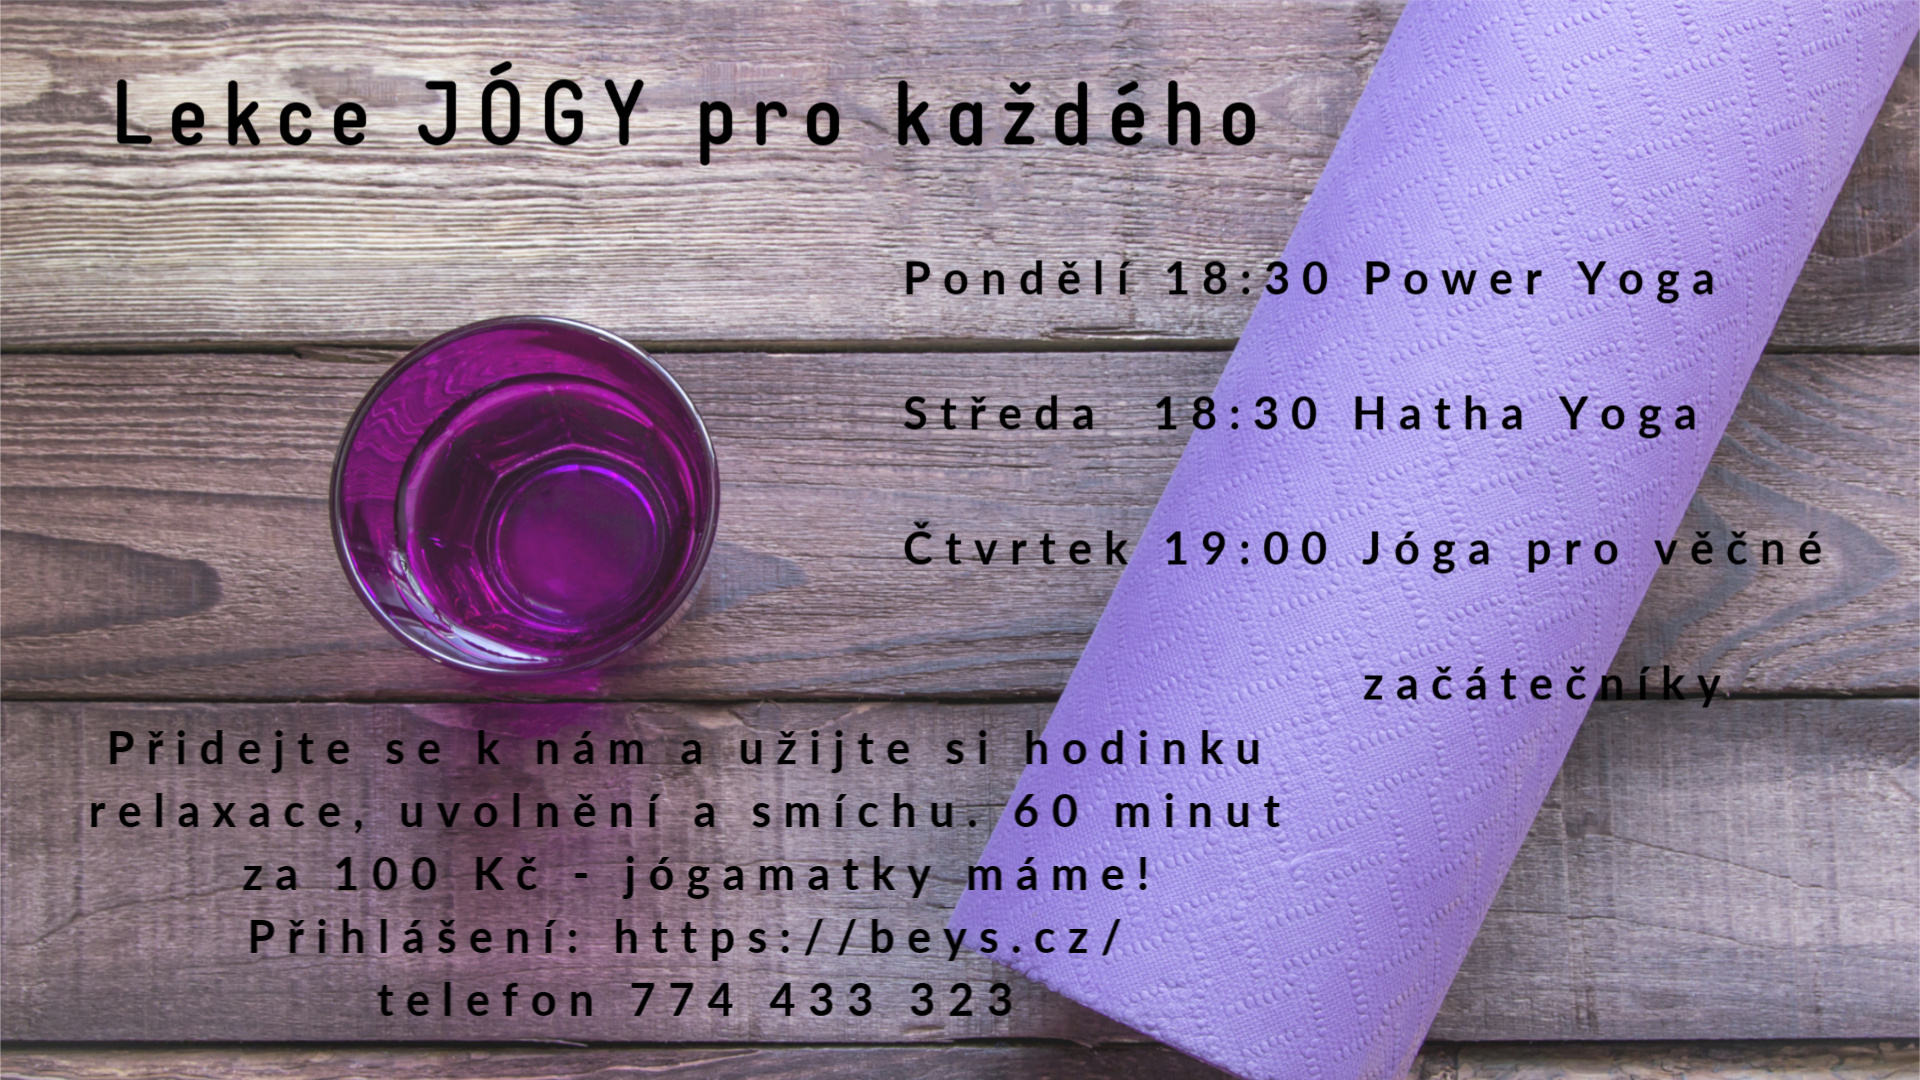 Lekce JÓGY pro každého
Pondělí 18:30 Power Yoga
Středa 18:30 Hatha Yoga
Čtvrtek 19:00 Jóga pro věčné
začátečníky
Přidejte se k nám a užijte si hodinku
relaxace, uvolnění a smíchu. 60 minut
za 100 Kč - jógamatky máme!
Přihlášení: https://beys.cz/
telefon 774 433 323